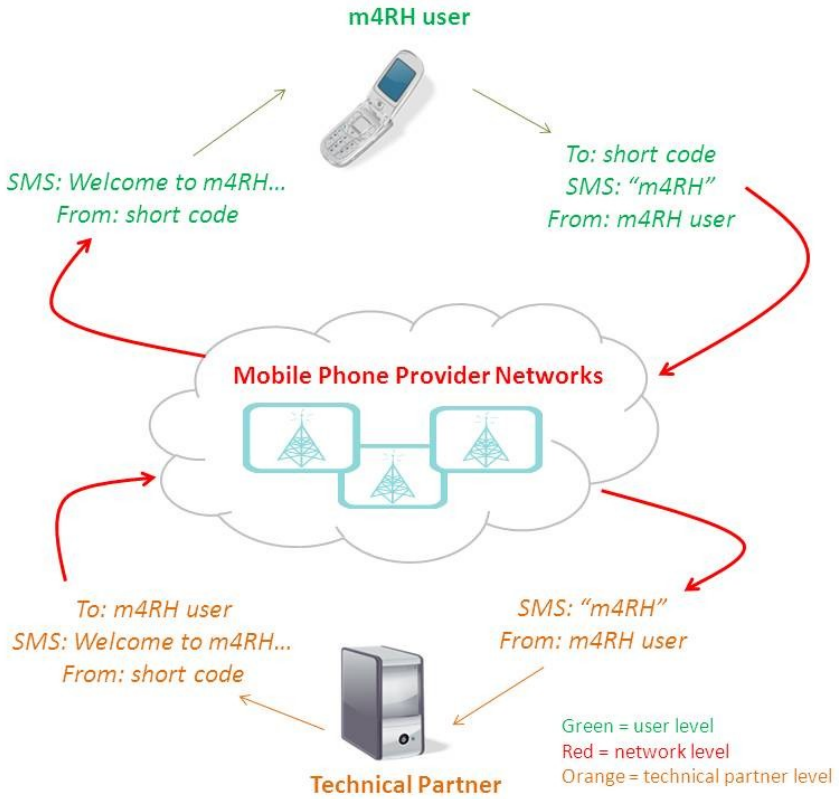 m4RH user
SMS: Welcome to m4RH...
From: short code
To: short code
SMS: “m4RH”
From: m4RH user
Mobile Phone Provider Networks
To: m4RH user
SMS: Welcome to m4RH...
From: short code
SMS: “m4RH”
From: m4RH user
Technical Partner
Green = user level
Red = network level
Orange = technical partner level